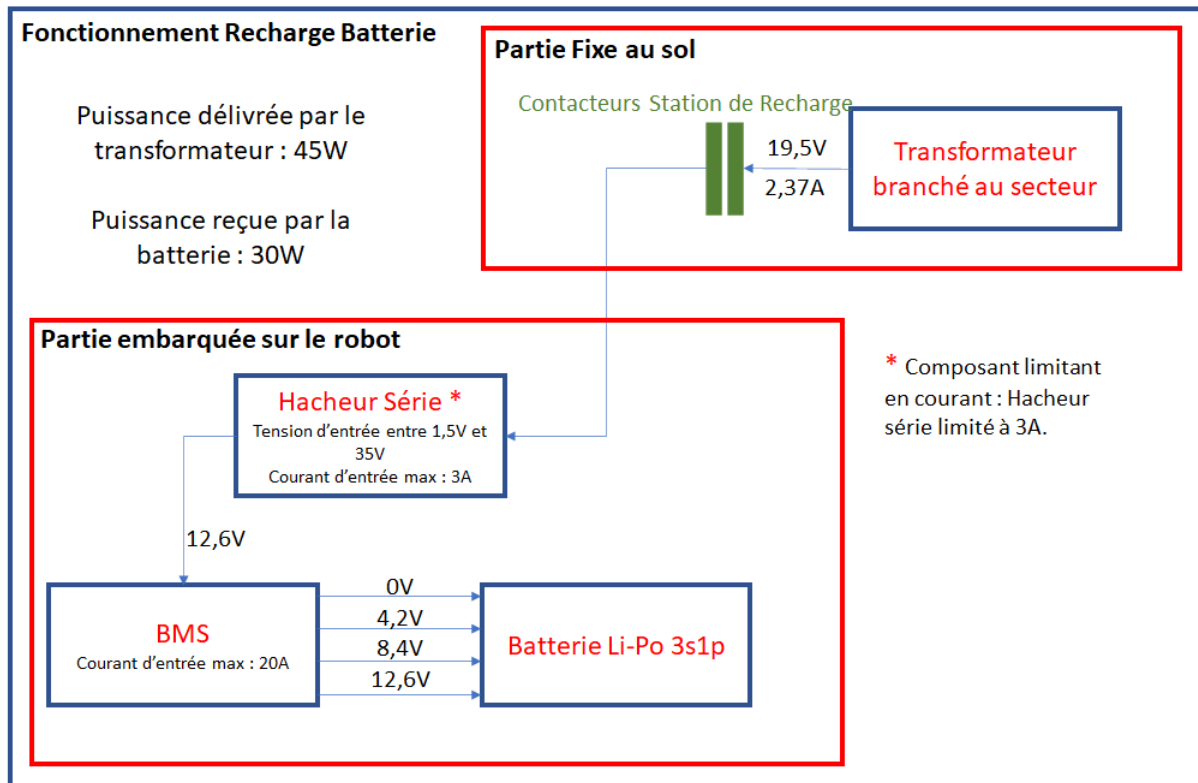 Fonctionnement Recharge Batterie
Puissance délivrée par le
transformateur : 45W
Puissance reçue par la
batterie : 30W
Partie Fixe au sol
Contacteurs Station de Recharge
19,5V
2,37A
Transformateur
branché au secteur
Partie embarquée sur le robot
Hacheur Série *
Tension d'entrée entre 1,5V et
35V
Courant d'entrée max : 3A
* Composant limitant
en courant : Hacheur
série limité à 3A.
12,6V
BMS
Courant d'entrée max : 20A
0V
4,2V
8,4V
12,6V
Batterie Li-Po 3s1p